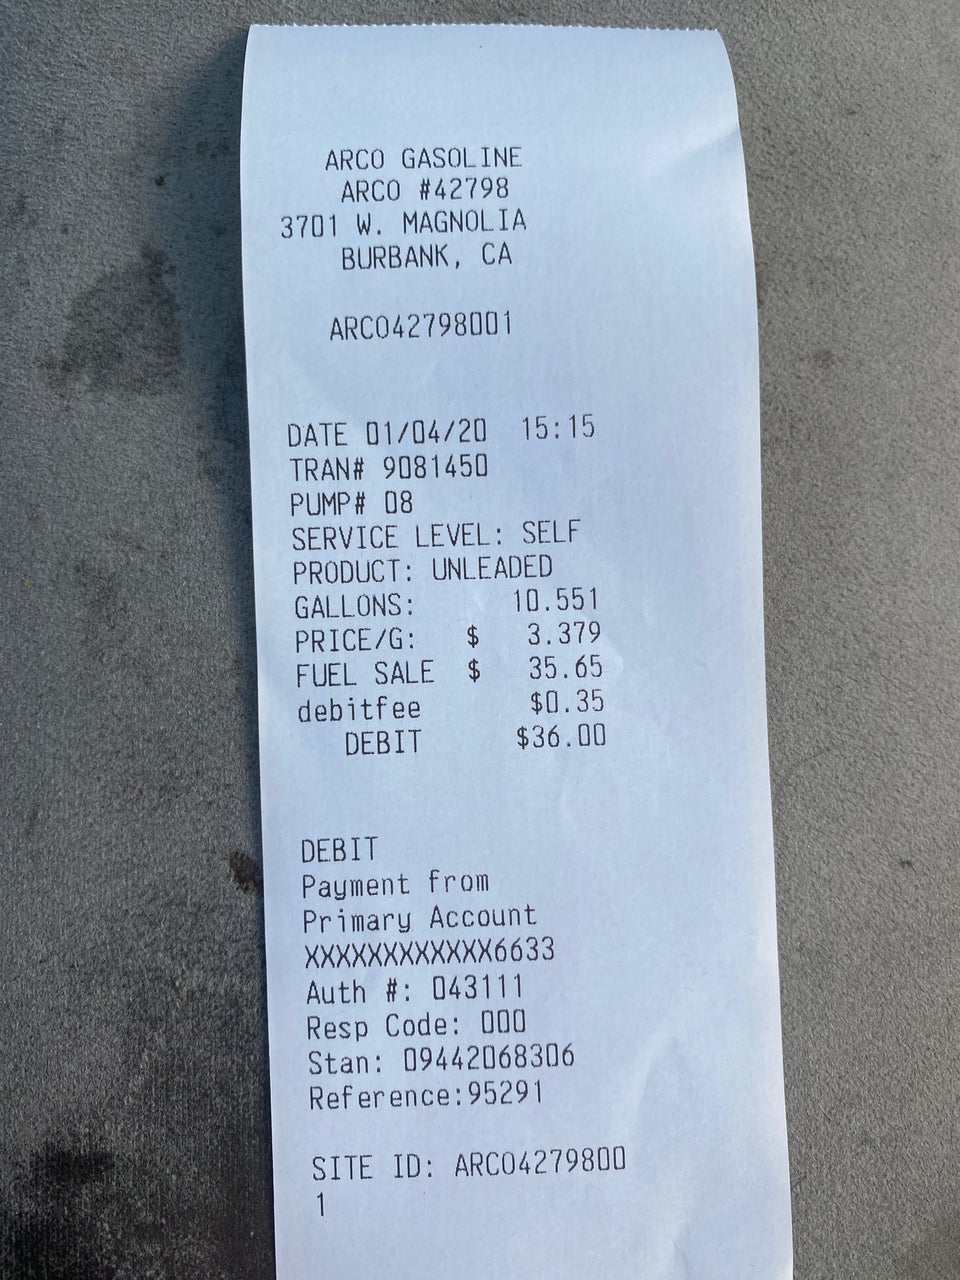 ARCO GASOLINE
ARCO #42798
3701 W. MAGNOLIA
BURBANK, CA
ARCO42798001
DATE 01/04/20 15:15
TRAN# 9081450
PUMP# 08
SERVICE LEVEL: SELF
PRODUCT: UNLEADED
GALLONS: 10.551
PRICE/G: $ 3.379
FUEL SALE $ 35.65
debitfee $0.35
DEBIT $36.00
DEBIT
Payment from
Primary Account
XXXXXXXXXXXX6633
Auth #: 043111
Resp Code: 000
Stan: 09442068306
Reference:95291
SITE ID: ARCO4279800
1